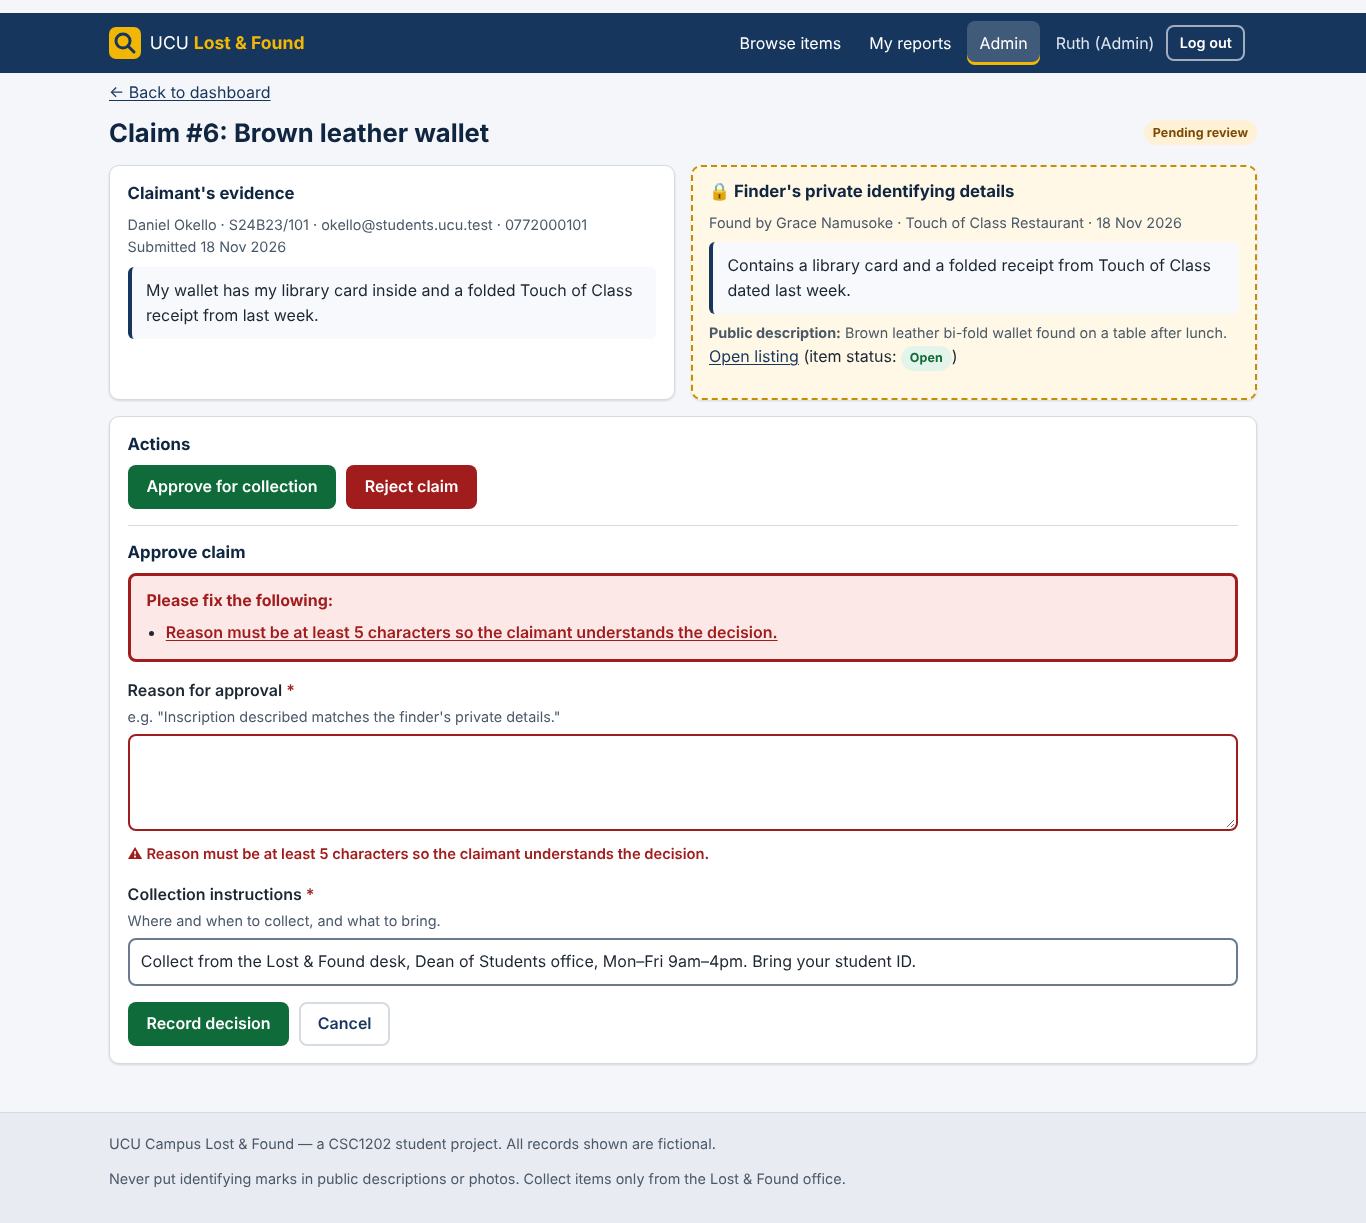 UCU Lost & Found
Browse items
My reports
Admin
Ruth (Admin)
Log out
← Back to dashboard
Claim #6: Brown leather wallet
Pending review
Claimant's evidence
Daniel Okello · S24B23/101 · okello@students.ucu.test · 0772000101
Submitted 18 Nov 2026
My wallet has my library card inside and a folded Touch of Class
receipt from last week.
🔒 Finder's private identifying details
Found by Grace Namusoke · Touch of Class Restaurant · 18 Nov 2026
Contains a library card and a folded receipt from Touch of Class
dated last week.
Public description: Brown leather bi-fold wallet found on a table after lunch.
Open listing (item status: Open)
Actions
Approve for collection
Reject claim
Approve claim
Please fix the following:
• Reason must be at least 5 characters so the claimant understands the decision.
Reason for approval *
e.g. "Inscription described matches the finder's private details."
⚠ Reason must be at least 5 characters so the claimant understands the decision.
Collection instructions *
Where and when to collect, and what to bring.
Collect from the Lost & Found desk, Dean of Students office, Mon–Fri 9am–4pm. Bring your student ID.
Record decision
Cancel
UCU Campus Lost & Found — a CSC1202 student project. All records shown are fictional.
Never put identifying marks in public descriptions or photos. Collect items only from the Lost & Found office.